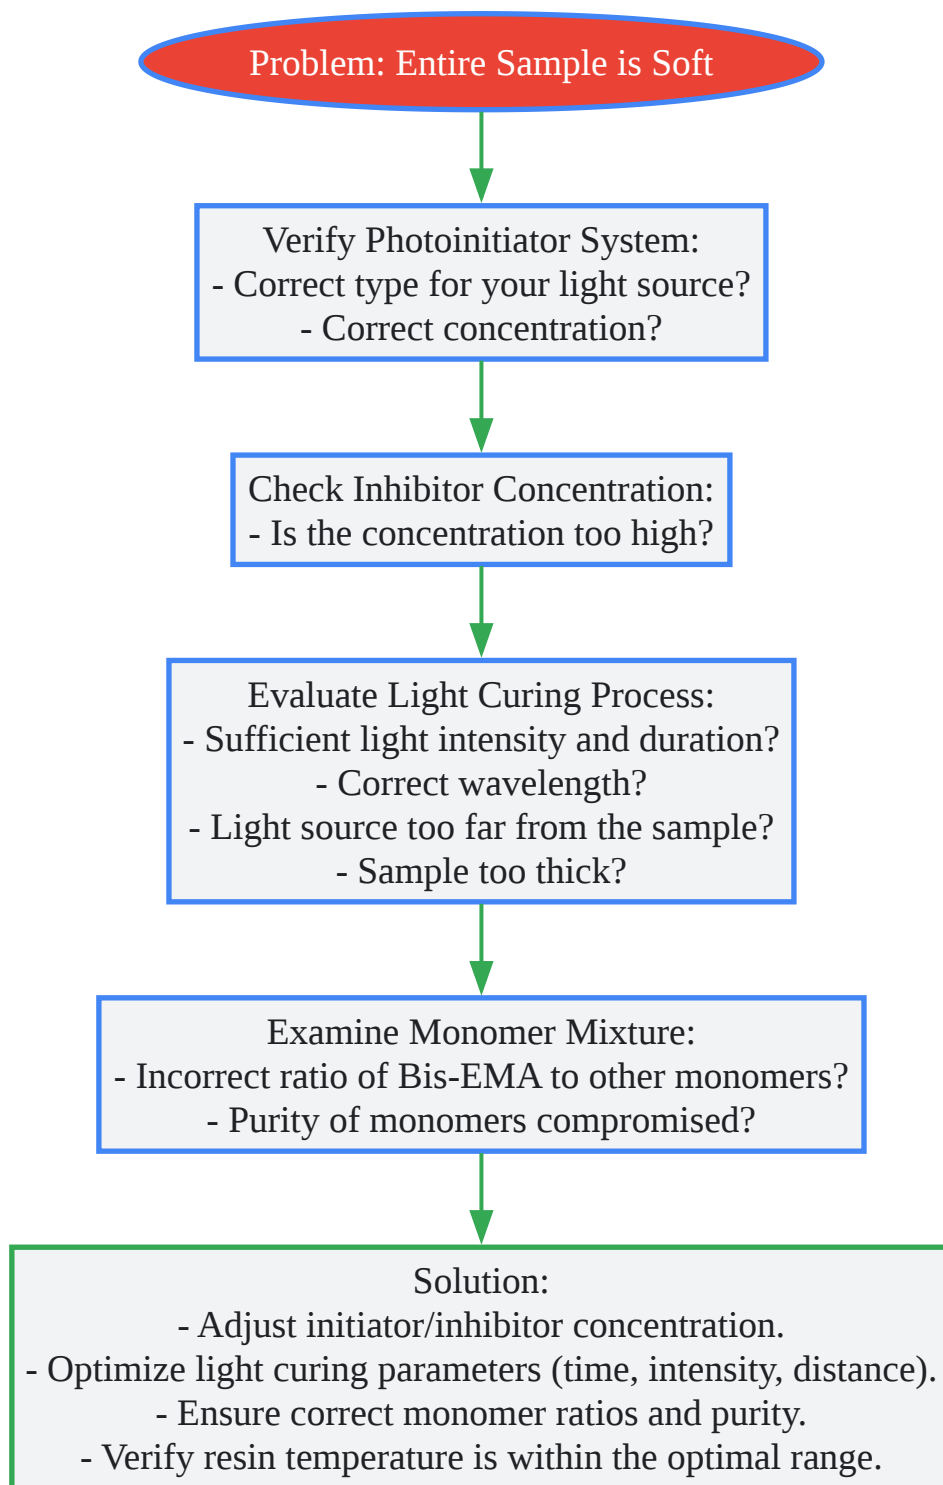 Problem: Entire Sample is Soft
Verify Photoinitiator System:
- Correct type for your light source?
- Correct concentration?
Check Inhibitor Concentration:
- Is the concentration too high?
Evaluate Light Curing Process:
- Sufficient light intensity and duration?
- Correct wavelength?
- Light source too far from the sample?
- Sample too thick?
Examine Monomer Mixture:
- Incorrect ratio of Bis-EMA to other monomers?
- Purity of monomers compromised?
Solution:
- Adjust initiator/inhibitor concentration.
- Optimize light curing parameters (time, intensity, distance).
- Ensure correct monomer ratios and purity.
- Verify resin temperature is within the optimal range.